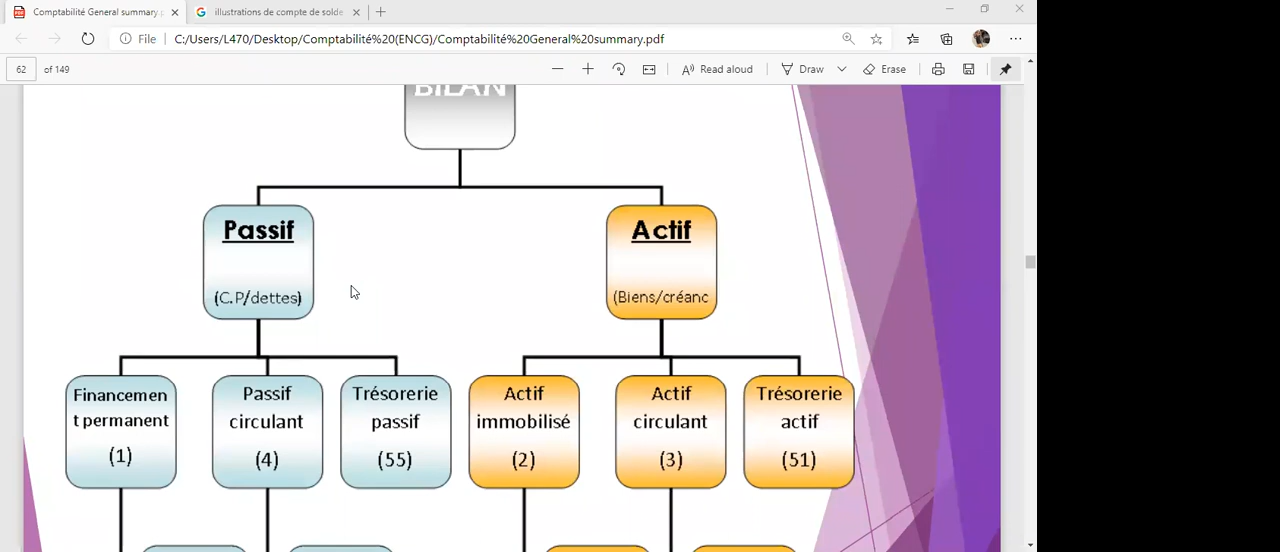 Comptabilité General summary.
illustrations de compte de solde
File
C:/Users/L470/Desktop/Comptabilité%20(ENCG)/Comptabilité%20General%20summary.pdf
62 of 149
Read aloud
Draw
Erase
BILAN
Passif
(C.P/dettes)
Actif
(Biens/créanc
Financemen
t permanent
(1)
Passif
circulant
(4)
Trésorerie
passif
(55)
Actif
immobilisé
(2)
Actif
circulant
(3)
Trésorerie
actif
(51)